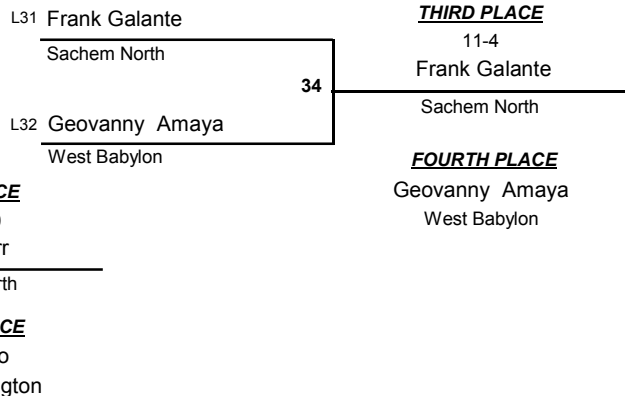 L31 Frank Galante
Sachem North
34
L32 Geovanny Amaya
West Babylon
THIRD PLACE
11-4
Frank Galante
Sachem North
FOURTH PLACE
Geovanny Amaya
West Babylon